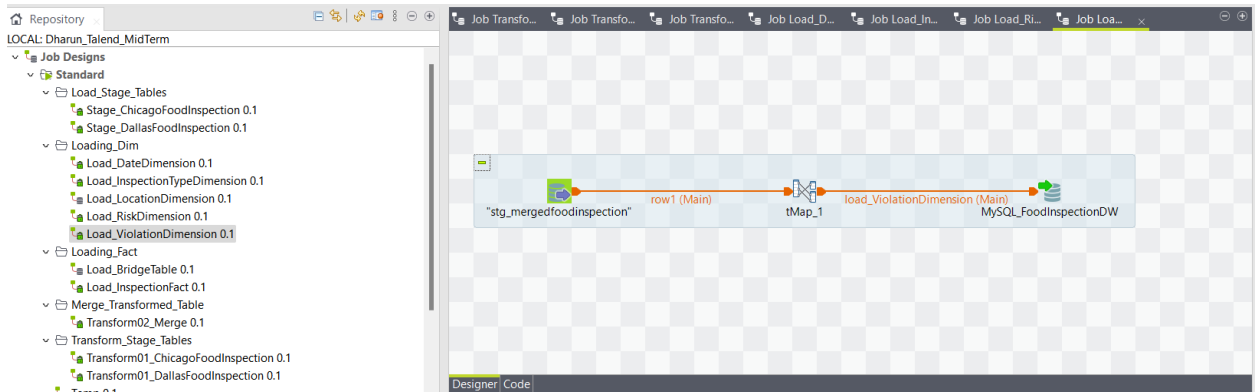 Repository
LOCAL: Dharun_Talend_MidTerm
Job Designs
Standard
Load_Stage_Tables
Stage_ChicagoFoodInspection 0.1
Stage_DallasFoodInspection 0.1
Loading_Dim
Load_DateDimension 0.1
Load_InspectionTypeDimension 0.1
Load_LocationDimension 0.1
Load_RiskDimension 0.1
Load_ViolationDimension 0.1
Loading_Fact
Load_BridgeTable 0.1
Load_InspectionFact 0.1
Merge_Transformed_Table
Transform02_Merge 0.1
Transform_Stage_Tables
Transform01_ChicagoFoodInspection 0.1
Transform01_DallasFoodInspection 0.1
Job Transfo... Job Transfo... Job Transfo... Job Load_D... Job Load_In... Job Load_Ri... Job Loa...
row1 (Main) load_ViolationDimension (Main)
"stg_mergedfoodinspection" tMap_1 MySQL_FoodInspectionDW
Designer Code